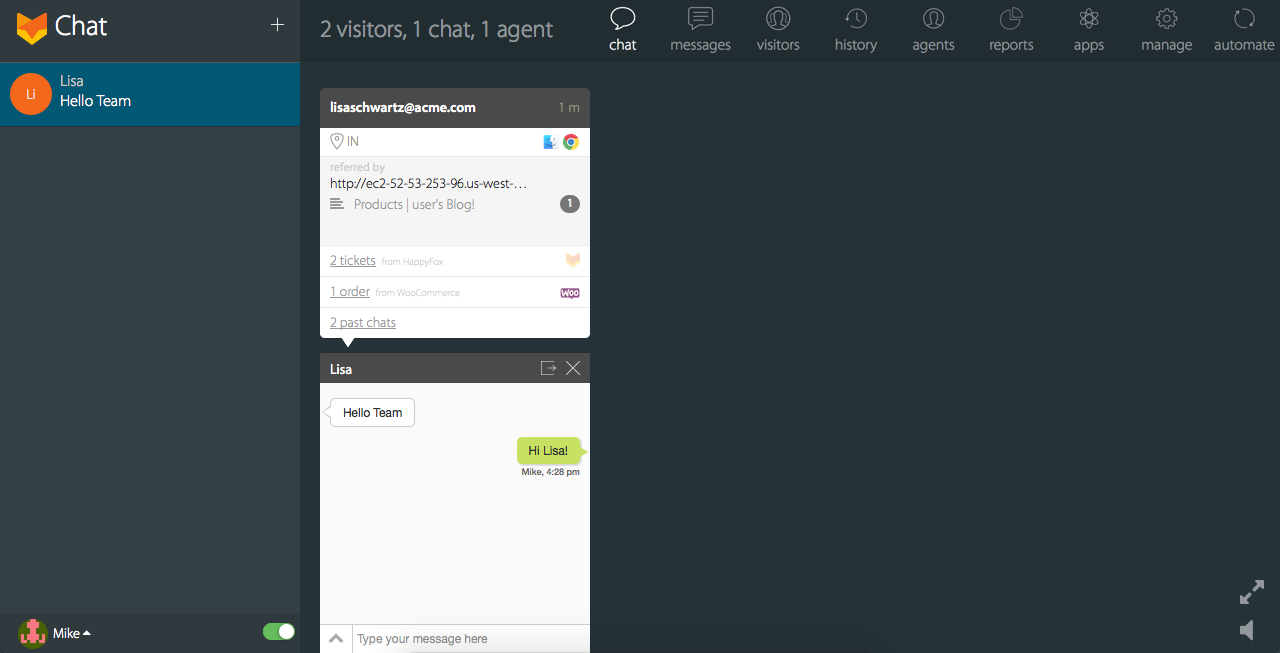 Chat
+
2 visitors, 1 chat, 1 agent
chat
messages
visitors
history
agents
reports
apps
manage
automate
Li
Lisa
Hello Team
lisaschwartz@acme.com 1 m
IN
referred by
http://ec2-52-53-253-96.us-west-...
Products | user's Blog! 1
2 tickets from HappyFox
1 order from WooCommerce
Woo
2 past chats
Lisa
Hello Team
Hi Lisa!
Mike, 4:28 pm
Type your message here
Mike